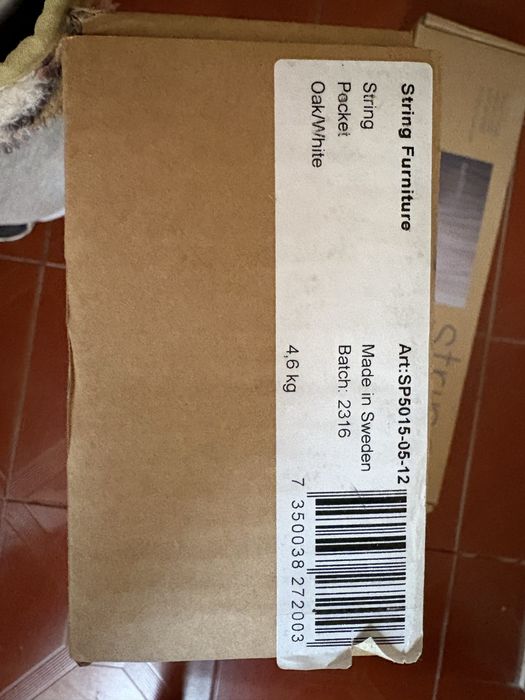 String Furniture
Art:SP5015-05-12
String
Made in Sweden
Pocket
Batch: 2316
Oak/White
4,6 kg
7 350038 272003